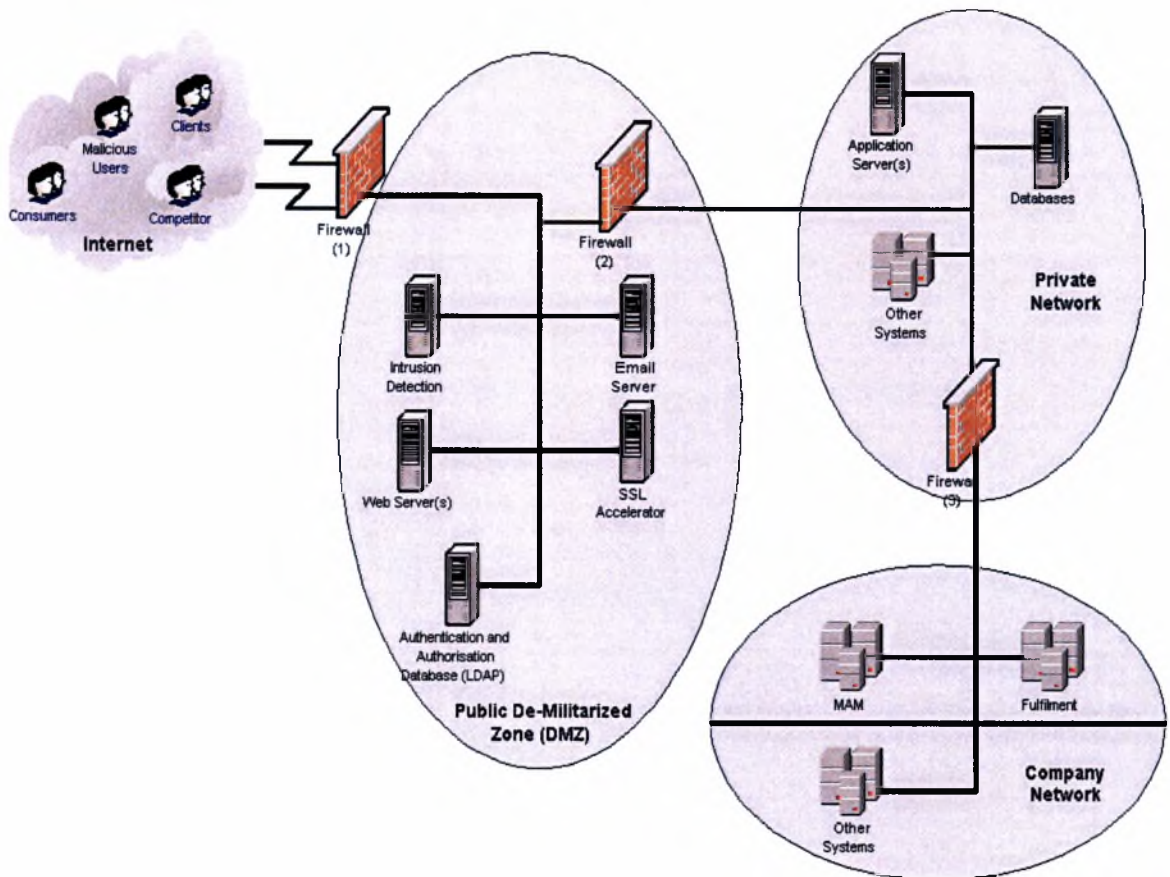 Clients
Malicious
Users
Consumers
Competitor
Internet
Firewall
(1)
Firewall
(2)
Intrusion
Detection
Email
Server
Web Server(s)
SSL
Accelerator
Authentication and
Authorisation
Database (LDAP)
Public De-Militarized
Zone (DMZ)
Application
Server(s)
Databases
Other
Systems
Private
Network
Firewall
(3)
MAM
Fulfilment
Other
Systems
Company
Network